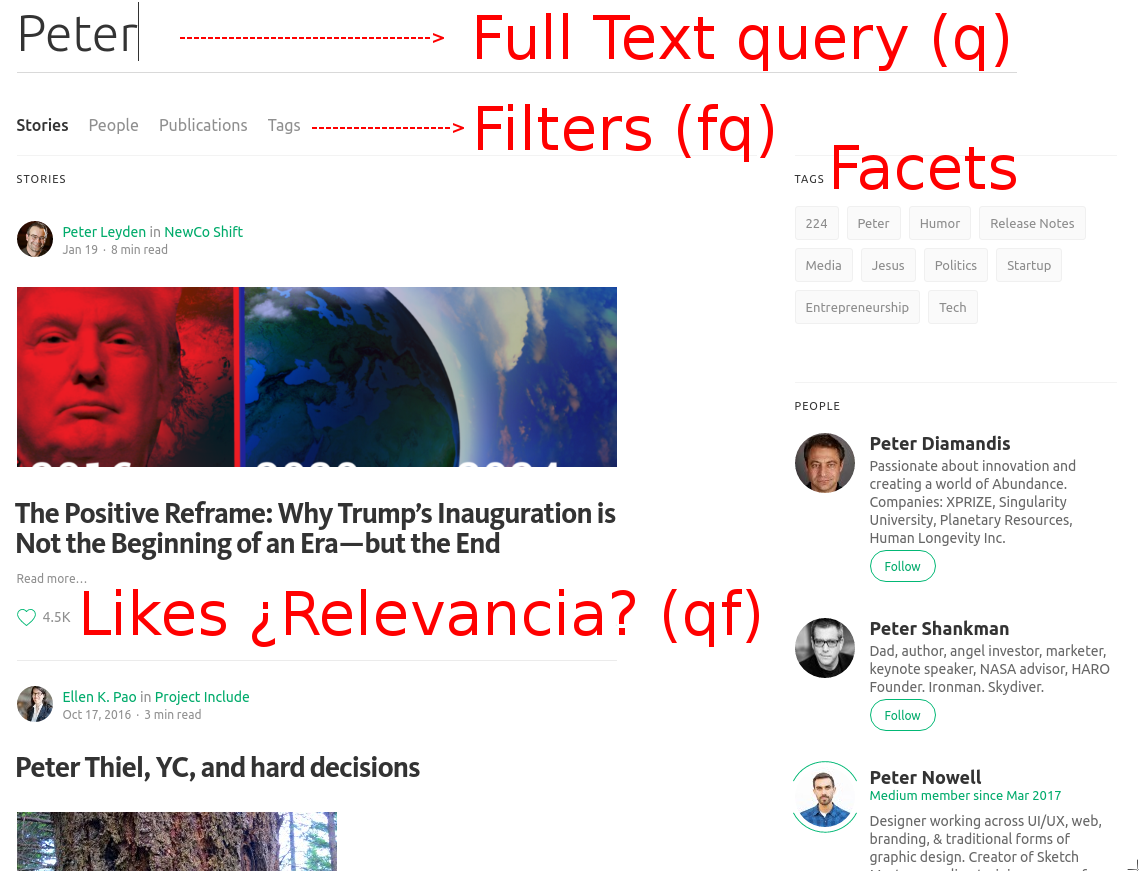 Peter
--------------------------->
Full Text query (q)
Stories People Publications Tags
--------------------->
Filters (fq)
STORIES
Peter Leyden in NewCo Shift
Jan 19 · 8 min read
The Positive Reframe: Why Trump’s Inauguration is
Not the Beginning of an Era—but the End
Read more…
4.5K
Likes ¿Relevancia? (qf)
Ellen K. Pao in Project Include
Oct 17, 2016 · 3 min read
Peter Thiel, YC, and hard decisions
TAGS
Facets
224 Peter Humor Release Notes
Media Jesus Politics Startup
Entrepreneurship Tech
PEOPLE
Peter Diamandis
Passionate about innovation and
creating a world of Abundance.
Companies: XPRIZE, Singularity
University, Planetary Resources,
Human Longevity Inc.
Follow
Peter Shankman
Dad, author, angel investor, marketer,
keynote speaker, NASA advisor, HARO
Founder. Ironman. Skydiver.
Follow
Peter Nowell
Medium member since Mar 2017
Designer working across UI/UX, web,
branding, & traditional forms of
graphic design. Creator of Sketch